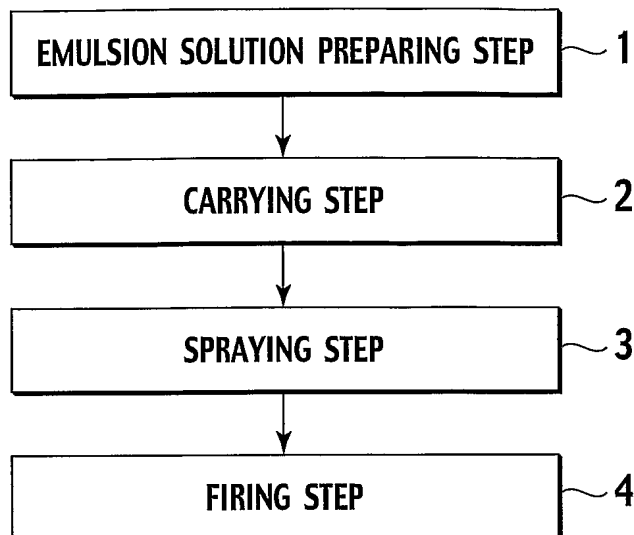 EMULSION SOLUTION PREPARING STEP 1
CARRYING STEP 2
SPRAYING STEP 3
FIRING STEP 4